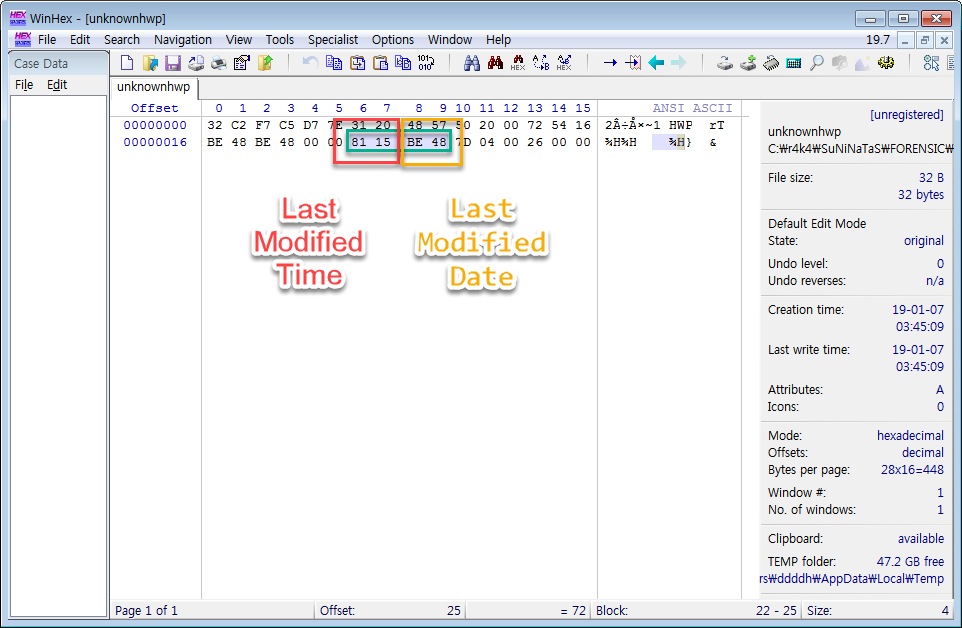 WinHex - [unknownhwp]
File Edit Search Navigation View Tools Specialist Options Window Help 19.7
Case Data
File Edit
unknownhwp
Offset 0 1 2 3 4 5 6 7 8 9 10 11 12 13 14 15 ANSI ASCII
00000000 32 C2 F7 C5 D7 7E 31 20 48 57 50 20 00 72 54 16 2Â÷Å×~1 HWP rT
00000016 BE 48 BE 48 00 00 81 15 BE 48 7D 04 00 26 00 00 ¾H¾H ¾H} &
Last
Modified
Time
Last
Modified
Date
[unregistered]
unknownhwp
C:₩r4k4₩SuNiNaTaS₩FORENSIC₩
File size: 32 B
32 bytes
Default Edit Mode
State: original
Undo level: 0
Undo reverses: n/a
Creation time: 19-01-07
03:45:09
Last write time: 19-01-07
03:45:09
Attributes: A
Icons: 0
Mode: hexadecimal
Offsets: decimal
Bytes per page: 28x16=448
Window #: 1
No. of windows: 1
Clipboard: available
TEMP folder: 47.2 GB free
rs₩ddddh₩AppData₩Local₩Temp
Page 1 of 1 Offset: 25 = 72 Block: 22 - 25 Size: 4